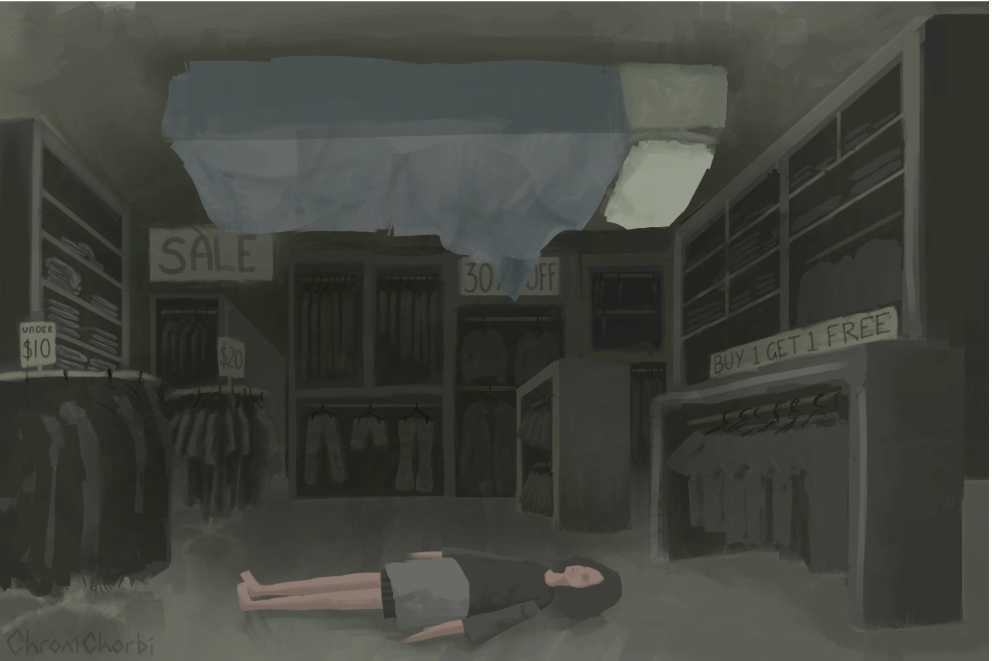 SALE
30% OFF
UNDER
$10
$20
BUY 1 GET 1 FREE
ChroniChorbi